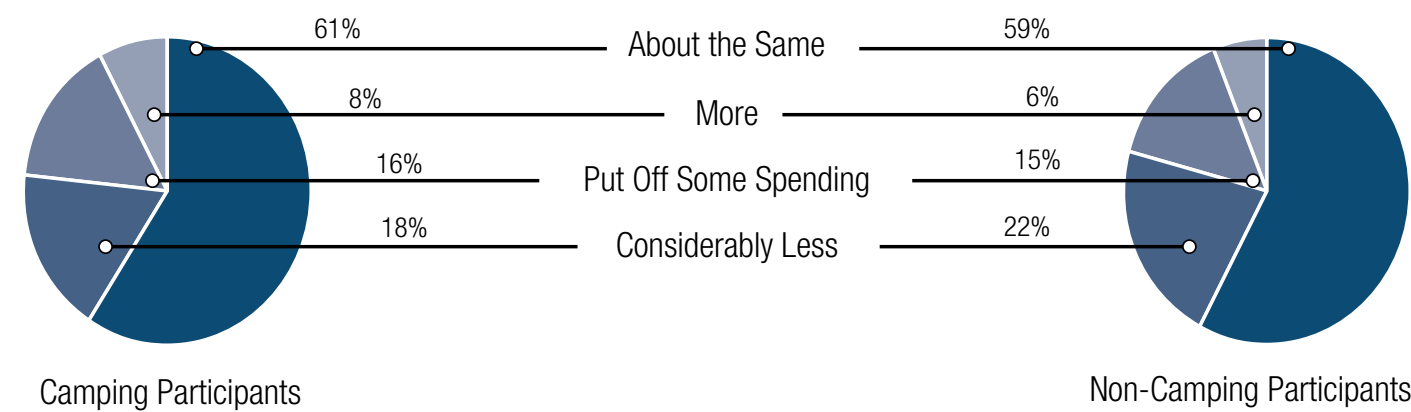 61% About the Same 59%
8% More 6%
16% Put Off Some Spending 15%
18% Considerably Less 22%
Camping Participants Non-Camping Participants